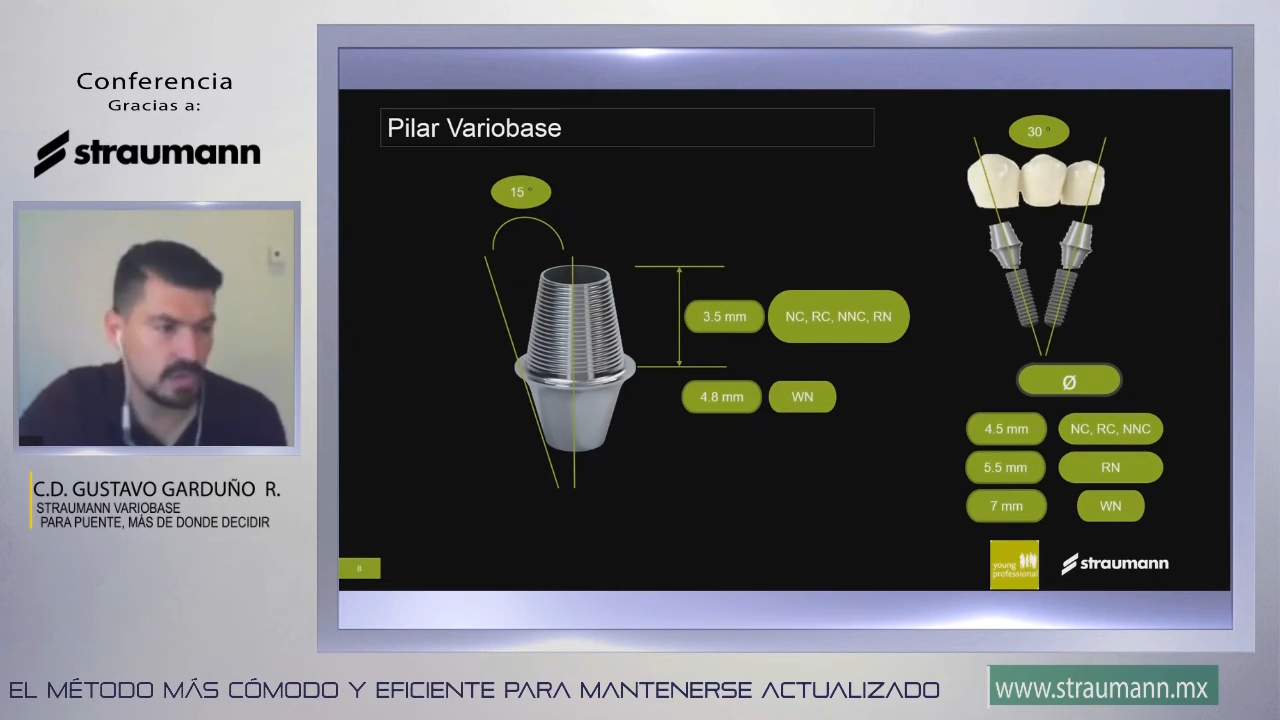 Conferencia
Gracias a:
straumann
C.D. GUSTAVO GARDUÑO R.
STRAUMANN VARIOBASE
PARA PUENTE, MÁS DE DONDE DECIDIR
Pilar Variobase
15 °
3.5 mm
NC, RC, NNC, RN
4.8 mm
WN
30 °
Ø
4.5 mm
NC, RC, NNC
5.5 mm
RN
7 mm
WN
8
young
professional
straumann
EL MÉTODO MÁS CÓMODO Y EFICIENTE PARA MANTENERSE ACTUALIZADO
www.straumann.mx